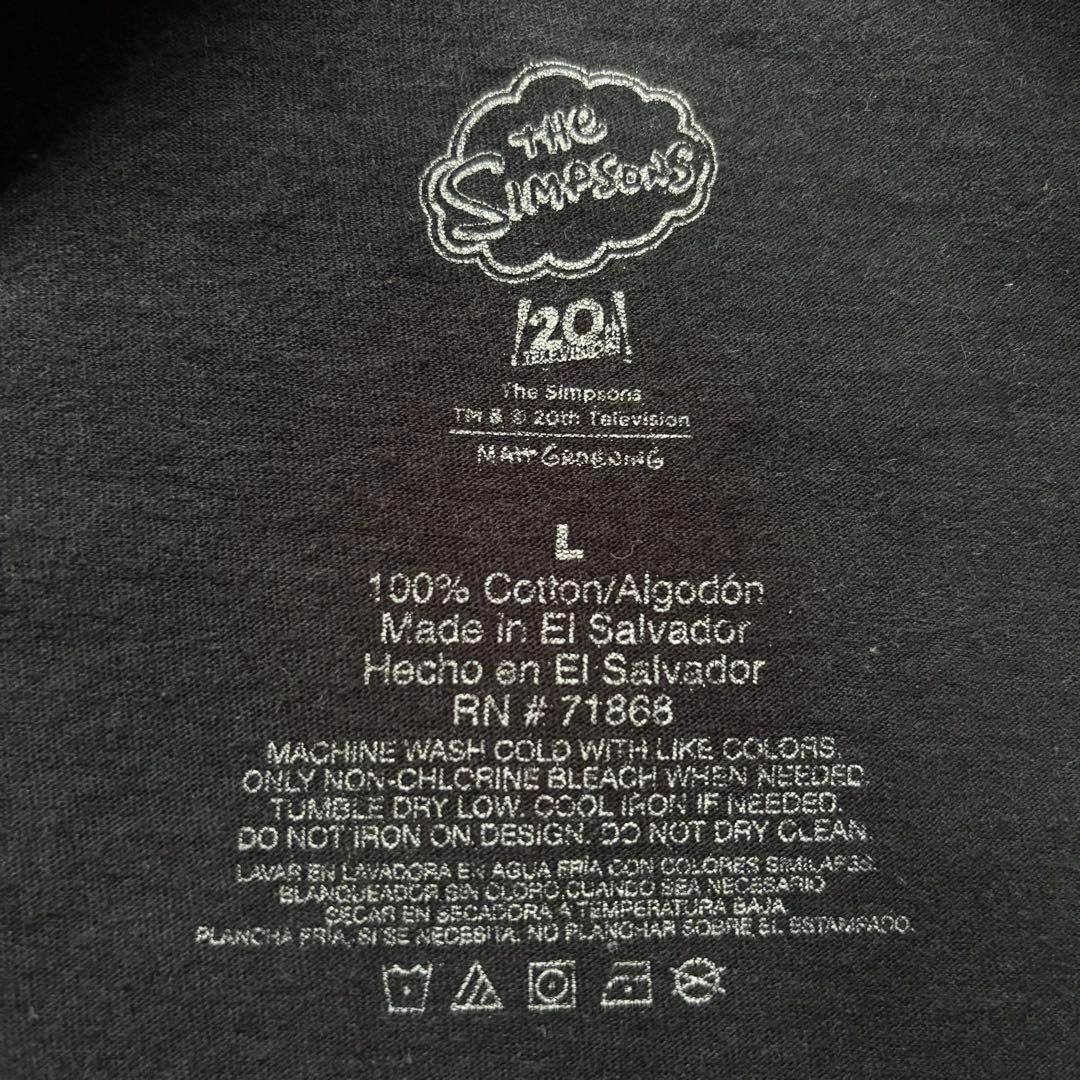 THE
SIMPSONS
20th
TELEVISION
The Simpsons
TM & © 20th Television
MATT GROENING
L
100% Cotton/Algodón
Made in El Salvador
Hecho en El Salvador
RN # 71868
MACHINE WASH COLD WITH LIKE COLORS.
ONLY NON-CHLORINE BLEACH WHEN NEEDED.
TUMBLE DRY LOW. COOL IRON IF NEEDED.
DO NOT IRON ON DESIGN. DO NOT DRY CLEAN.
LAVAR EN LAVADORA EN AGUA FRIA CON COLORES SIMILARES.
BLANQUEADOR SIN CLORO CUANDO SEA NECESARIO
SECAR EN SECADORA A TEMPERATURA BAJA
PLANCHA FRIA, SI SE NECESITA. NO PLANCHAR SOBRE EL ESTAMPADO.